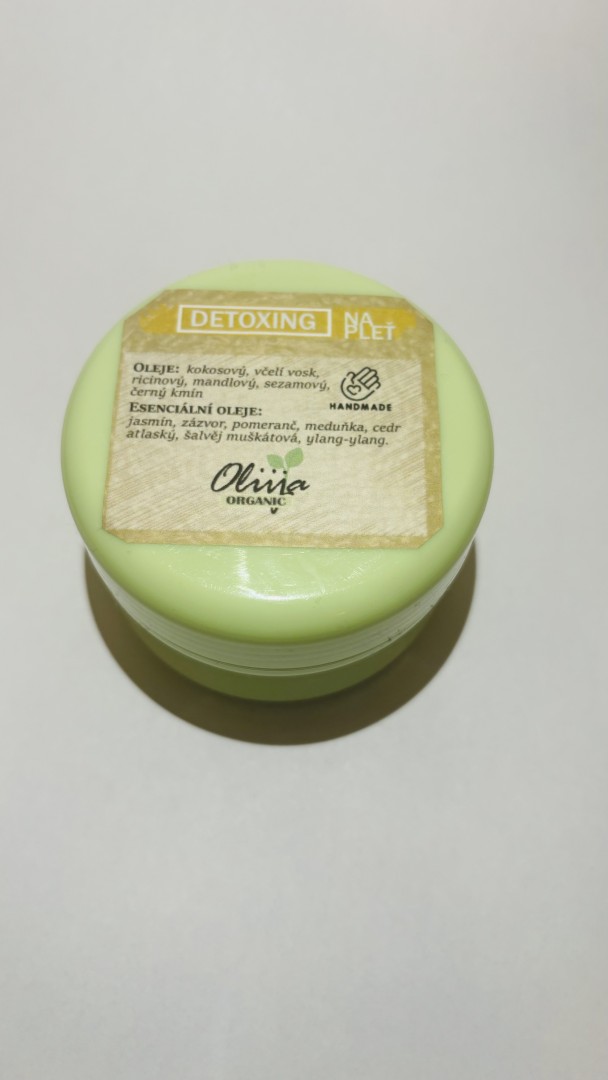 DETOXING NA PLEŤ
OLEJE: kokosový, včelí vosk,
ricinový, mandlový, sezamový,
černý kmín
HANDMADE
ESENCIÁLNÍ OLEJE:
jasmín, zázvor, pomeranč, meduňka, cedr
atlaský, šalvěj muškátová, ylang-ylang.
ORGANIC